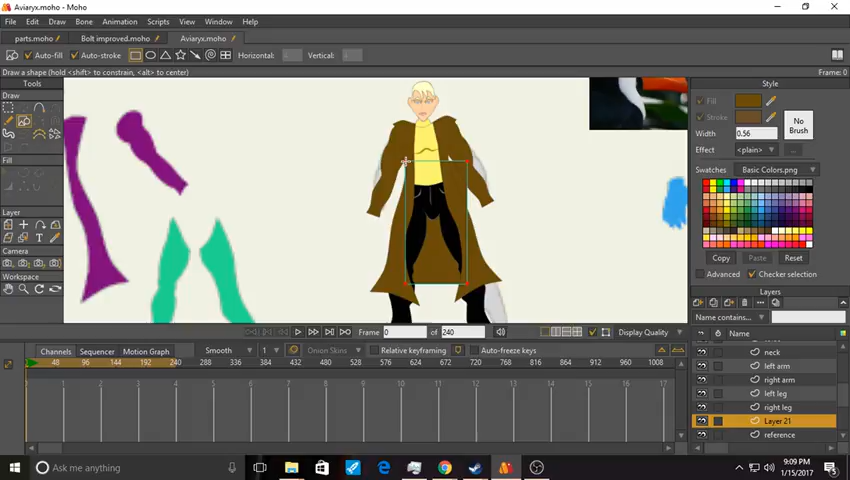 Aviaryx.moho - Moho
File Edit Draw Bone Animation Scripts View Window Help
parts.moho Bolt improved.moho Aviaryx.moho
Auto-fill Auto-stroke Horizontal: Vertical:
Draw a shape (hold <shift> to constrain, <alt> to center) Frame: 0
Tools
Draw
Fill
Layer
Camera
Workspace
Style
Fill
Stroke
No Brush
Width 0.56
Effect <plain> ...
Swatches Basic Colors.png
Copy Paste Reset
Advanced Checker selection
Layers
Name contains...
Name
neck
left arm
right arm
left leg
right leg
Layer 21
reference
Frame 0 of 240 Display Quality
Channels Sequencer Motion Graph Smooth 1 Onion Skins Relative keyframing Auto-freeze keys
48 96 144 192 240 288 336 384 432 480 528 576 624 672 720 768 816 864 912 960 1008
1 2 3 4 5 6 7 8 9 10 11 12 13 14 15 16 17
Ask me anything
9:09 PM
1/15/2017